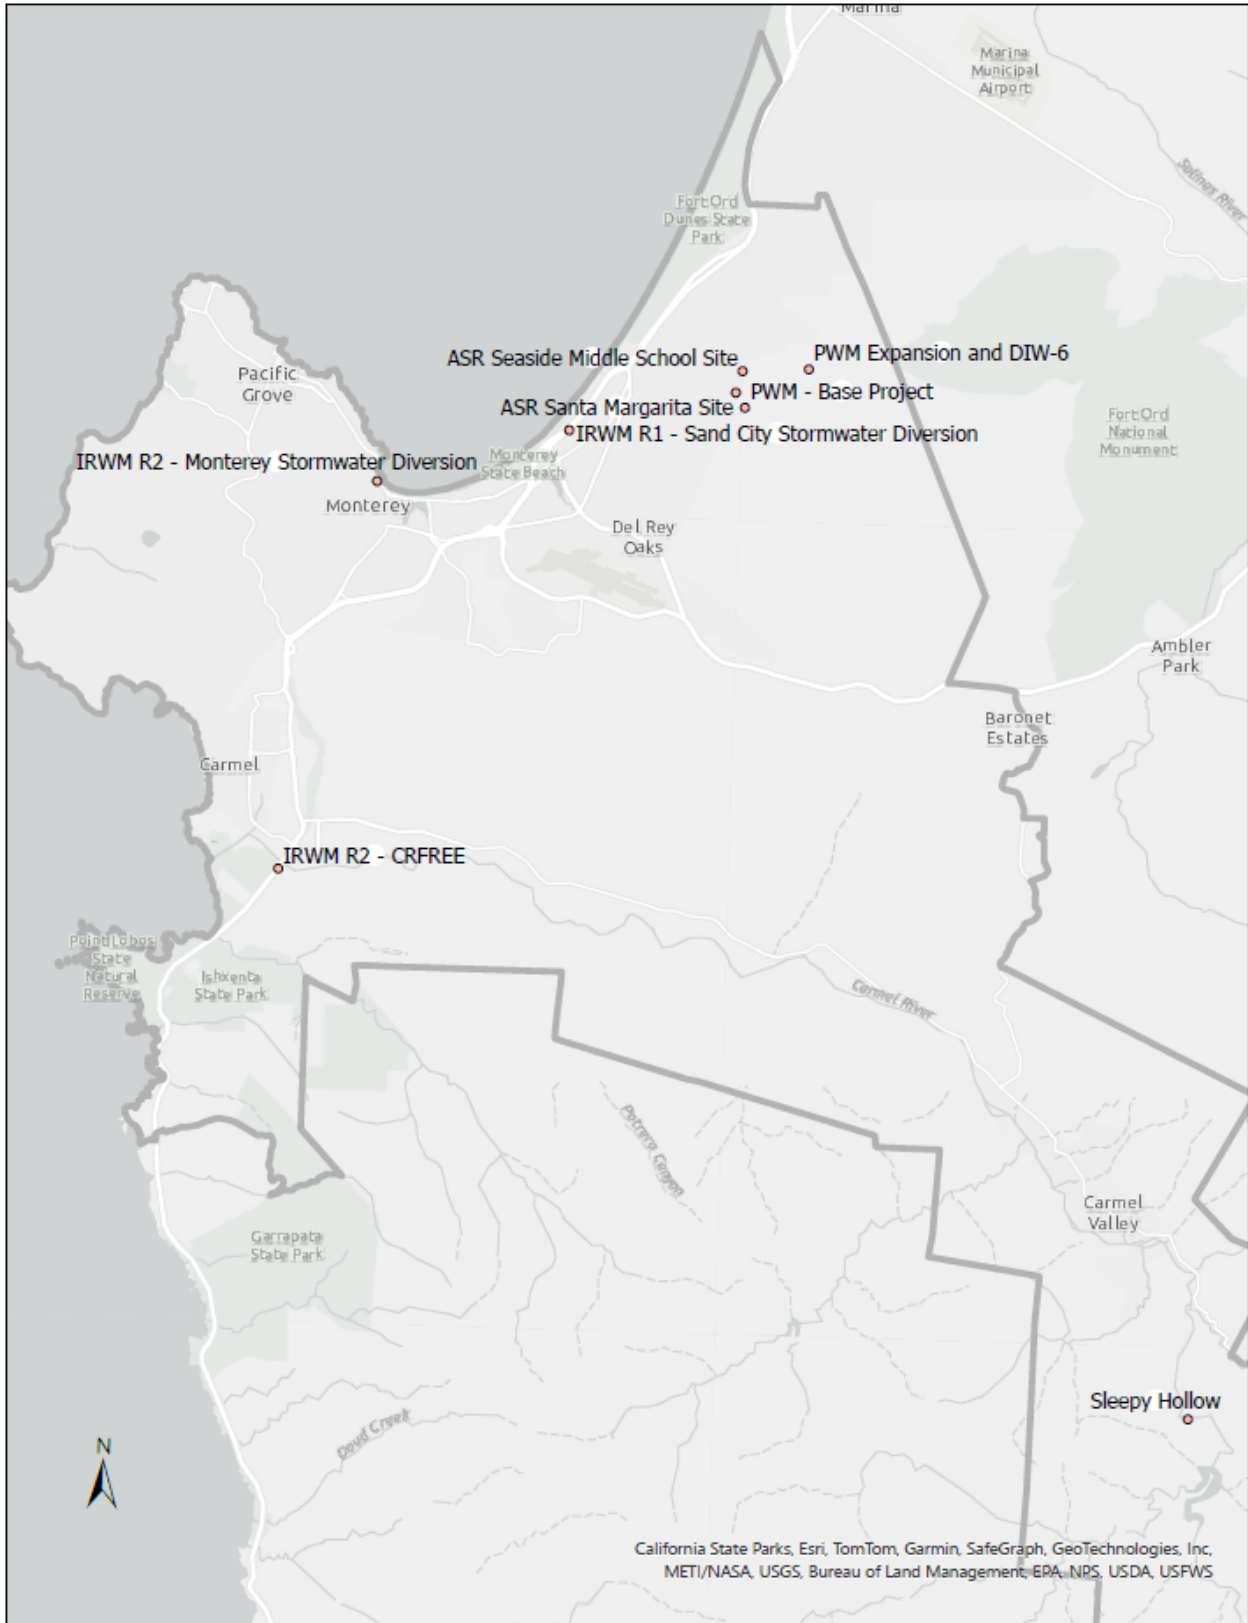 Marina
Marina
Municipal
Airport
Salinas River
Fort Ord
Dunes State
Park
ASR Seaside Middle School Site
PWM Expansion and DIW-6
Pacific
Grove
PWM - Base Project
ASR Santa Margarita Site
Fort Ord
National
Monument
IRWM R1 - Sand City Stormwater Diversion
IRWM R2 - Monterey Stormwater Diversion
Monterey
State Beach
Monterey
Del Rey
Oaks
Ambler
Park
Baronet
Estates
Carmel
IRWM R2 - CRFREE
Point Lobos
State
Natural
Reserve
Ishxenta
State Park
Carmel River
Potrero Canyon
Carmel
Valley
Garrapata
State Park
Sleepy Hollow
Doud Creek
N
California State Parks, Esri, TomTom, Garmin, SafeGraph, GeoTechnologies, Inc,
METI/NASA, USGS, Bureau of Land Management, EPA, NPS, USDA, USFWS